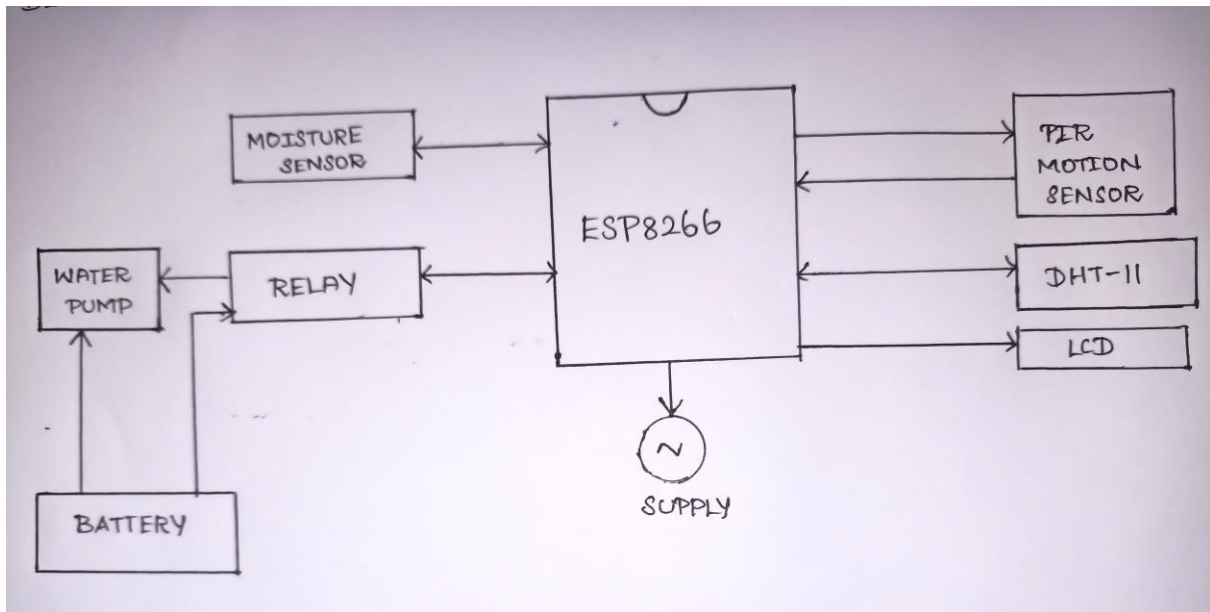 MOISTURE
SENSOR
ESP8266
PIR
MOTION
SENSOR
WATER
PUMP
RELAY
DHT-11
LCD
~
SUPPLY
BATTERY